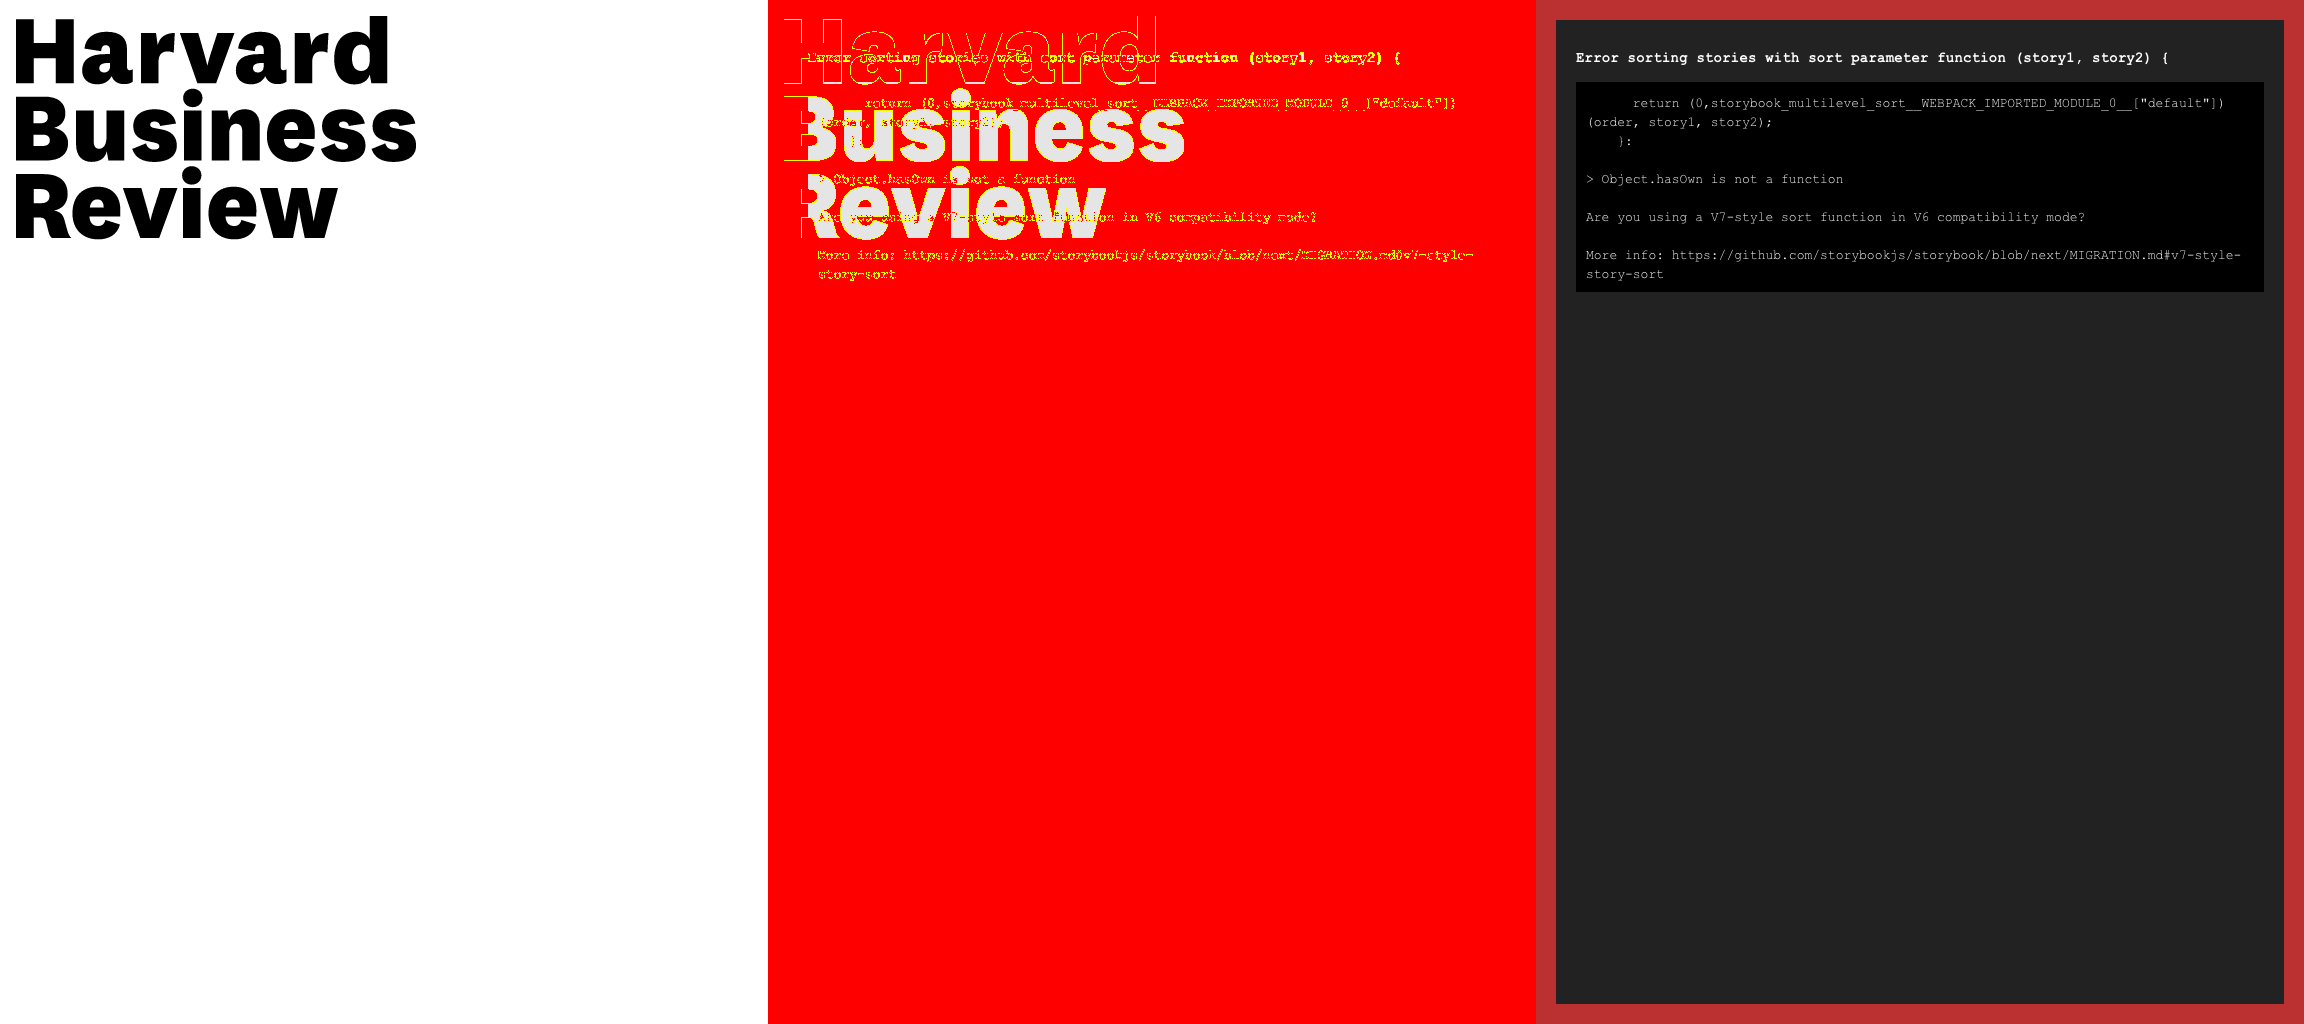 Harvard
Business
Review
Harvard
Error sorting stories with sort parameter function (story1, story2) {
return (0,storybook_multilevel_sort__WEBPACK_IMPORTED_MODULE_0__["default"])
Business
(order, story1, story2);
}:
> Object.hasOwn is not a function
Review
Are you using a V7-style sort function in V6 compatibility mode?
More info: https://github.com/storybookjs/storybook/blob/next/MIGRATION.md#v7-style-
story-sort
Error sorting stories with sort parameter function (story1, story2) {
return (0,storybook_multilevel_sort__WEBPACK_IMPORTED_MODULE_0__["default"])
(order, story1, story2);
}:
> Object.hasOwn is not a function
Are you using a V7-style sort function in V6 compatibility mode?
More info: https://github.com/storybookjs/storybook/blob/next/MIGRATION.md#v7-style-
story-sort